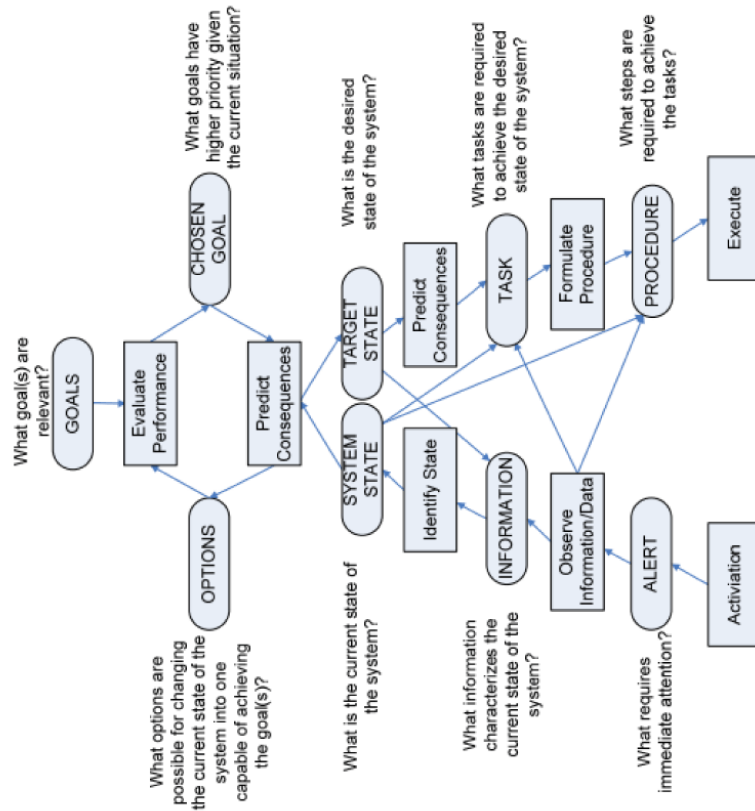 What goal(s) are
relevant?
GOALS
Evaluate
Performance
What options are
possible for changing
the current state of the
system into one
capable of achieving
the goal(s)?
OPTIONS
CHOSEN
GOAL
What goals have
higher priority given
the current situation?
Predict
Consequences
What is the current state of
the system?
SYSTEM
STATE
TARGET
STATE
What is the desired
state of the system?
Identify State
Predict
Consequences
What information
characterizes the
current state of the
system?
INFORMATION
TASK
What tasks are required
to achieve the desired
state of the system?
Observe
Information/Data
Formulate
Procedure
What requires
immediate attention?
ALERT
PROCEDURE
What steps are
required to achieve
the tasks?
Activiation
Execute